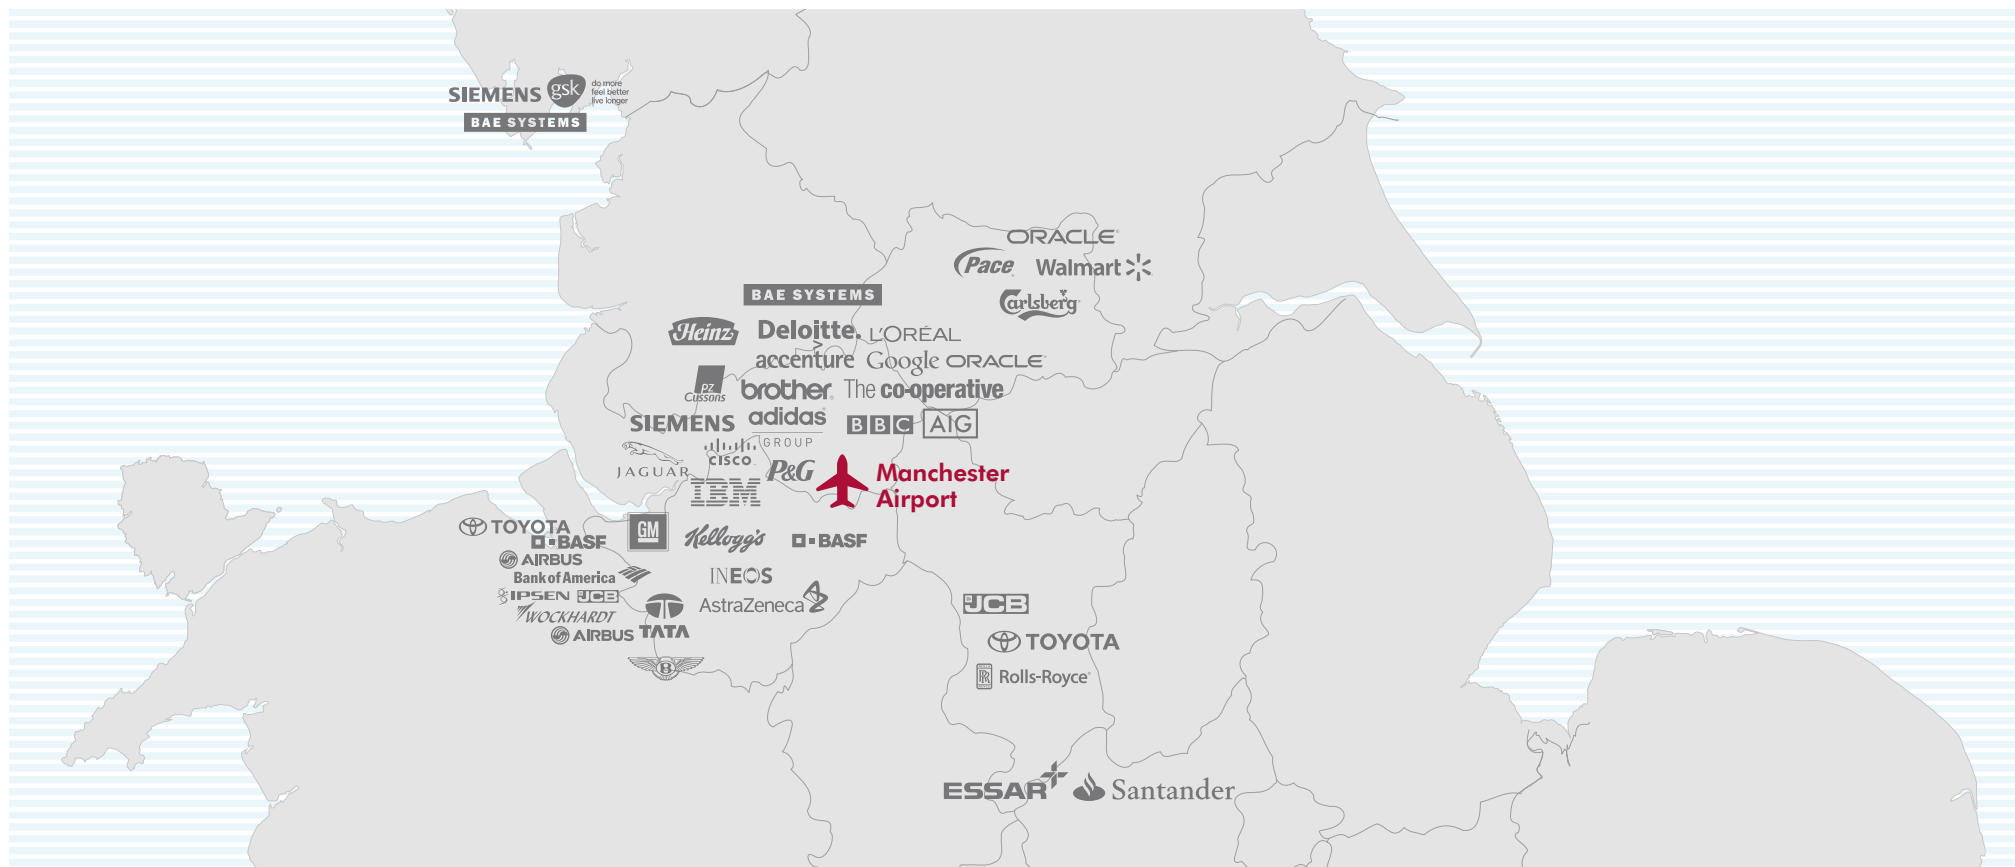 SIEMENS gsk do more
feel better
live longer
BAE SYSTEMS
ORACLE
Pace Walmart
BAE SYSTEMS
Carlsberg
Heinz Deloitte. L'ORÉAL
accenture Google ORACLE
PZ
Cussons
brother The co-operative
SIEMENS adidas
GROUP
BBC AIG
JAGUAR
CISCO
P&G
Manchester
Airport
IBM
TOYOTA
BASF
GM
Kellogg's
BASF
AIRBUS
Bank of America
INEOS
IPSEN JCB
AstraZeneca
JCB
WOCKHARDT
AIRBUS TATA
TOYOTA
B
RR Rolls-Royce
ESSAR Santander